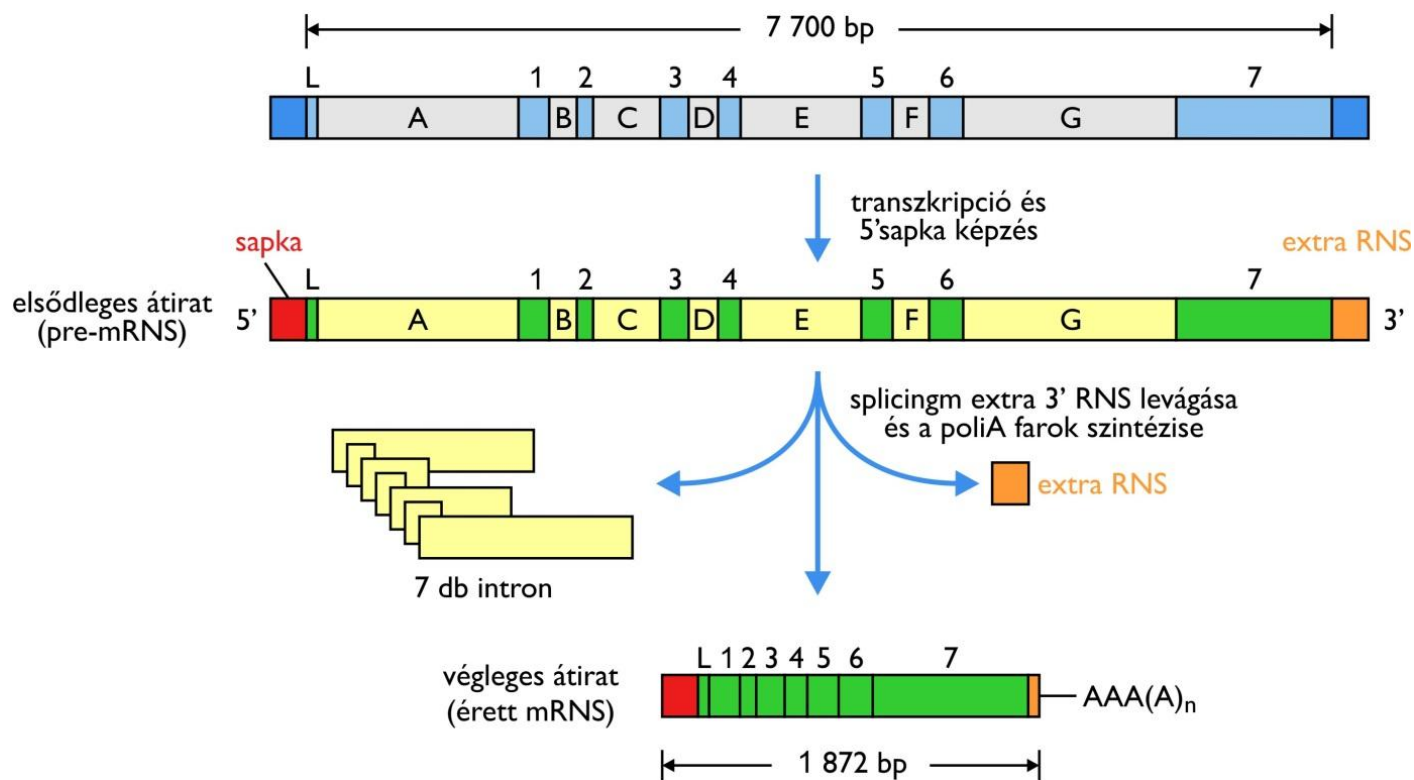 7 700 bp
L 1 2 3 4 5 6 7
A B C D E F G
transzkripció és
5'sapka képzés
sapka
extra RNS
L 1 2 3 4 5 6 7
elsődleges átirat
(pre-mRNS)
5'
A B C D E F G
3'
splicingm extra 3' RNS levágása
és a poliA farok szintézise
extra RNS
7 db intron
L 1 2 3 4 5 6 7
végleges átirat
(érett mRNS)
AAA(A)n
1 872 bp